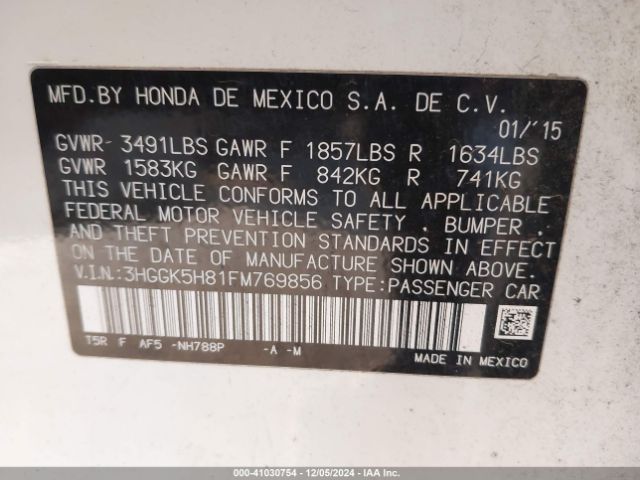 MFD.BY HONDA DE MEXICO S.A. DE C.V.
01/'15
GVWR 3491LBS GAWR F 1857LBS R 1634LBS
GVWR 1583KG GAWR F 842KG R 741KG
THIS VEHICLE CONFORMS TO ALL APPLICABLE
FEDERAL MOTOR VEHICLE SAFETY , BUMPER ,
AND THEFT PREVENTION STANDARDS IN EFFECT
ON THE DATE OF MANUFACTURE SHOWN ABOVE.
V.I.N.:3HGGK5H81FM769856 TYPE:PASSENGER CAR
T5R F AF5 -NH788P -A -M
MADE IN MEXICO
000-41030754 - 12/05/2024 - IAA Inc.